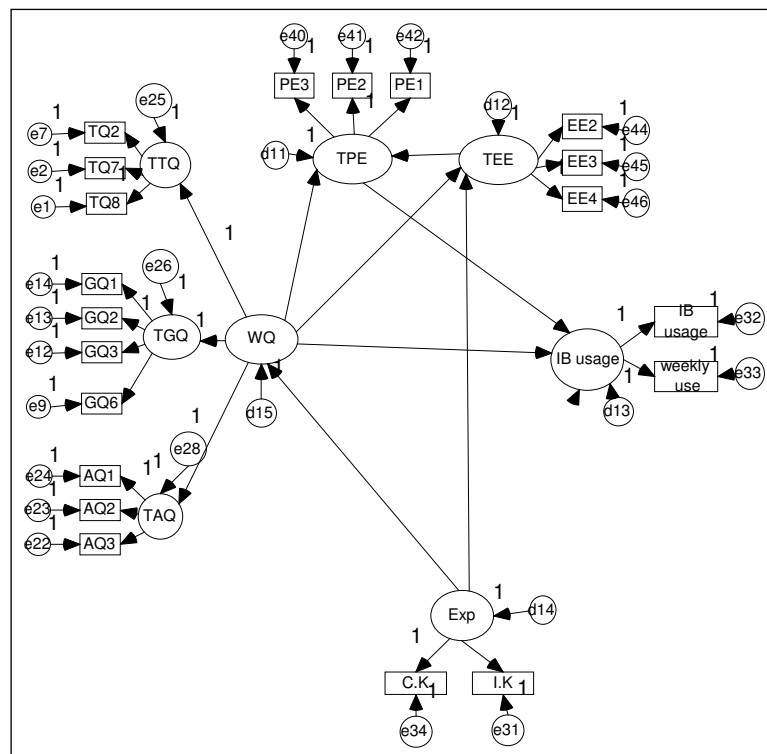 e40 e41 e42
1 1 1
PE3 PE2 PE1
1
e25 1
d12 1
1 EE2 e44
1 e7 TQ2
1 e2 TQ7 1
TTQ
d11 1 TPE
TEE
1 EE3 e45
1 e1 TQ8
1 EE4 e46
1
1 e14 GQ1
e26 1
1 e13 GQ2 1
1 e12 GQ3
TGQ 1 WQ 1
1 IB usage 1 e32
IB usage
1 weekly use 1 e33
1 e9 GQ6
d15
d13
1
1 e24 AQ1
e28 1 1
1 e23 AQ2
TAQ
1 e22 AQ3
Exp 1 d14
1
C.K 1 I.K 1
e34 e31